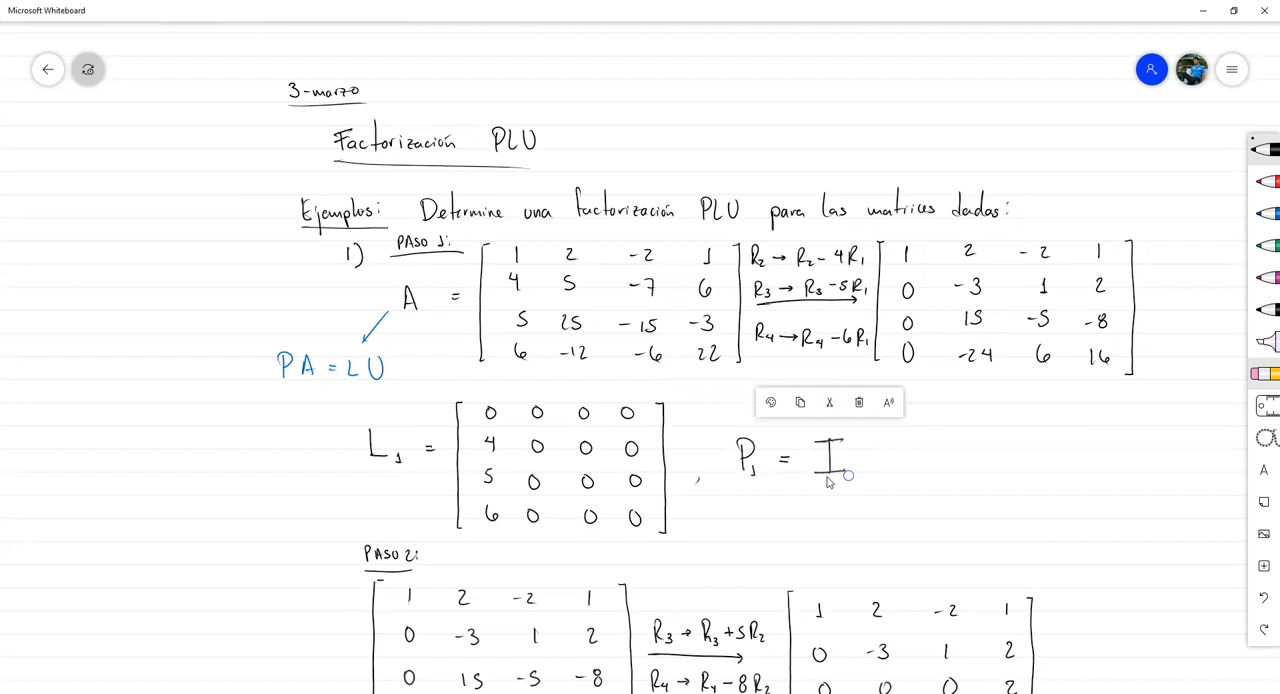 Microsoft Whiteboard
3-marzo
Factorización PLU
Ejemplos: Determine una factorización PLU para las matrices dadas:
1) PASO 1:
A = [ 1 2 -2 1 ; 4 5 -7 6 ; 5 25 -15 -3 ; 6 -12 -6 22 ] R2 → R2 - 4R1 R3 → R3 - 5R1 R4 → R4 - 6R1 [ 1 2 -2 1 ; 0 -3 1 2 ; 0 15 -5 -8 ; 0 -24 6 16 ]
PA = LU
L1 = [ 0 0 0 0 ; 4 0 0 0 ; 5 0 0 0 ; 6 0 0 0 ] , P1 = I
PASO 2:
[ 1 2 -2 1 ; 0 -3 1 2 ; 0 15 -5 -8 R3 → R3 + 5R2 R4 → R4 - 8R2 [ 1 2 -2 1 ; 0 -3 1 2 ; 0 0 0 2